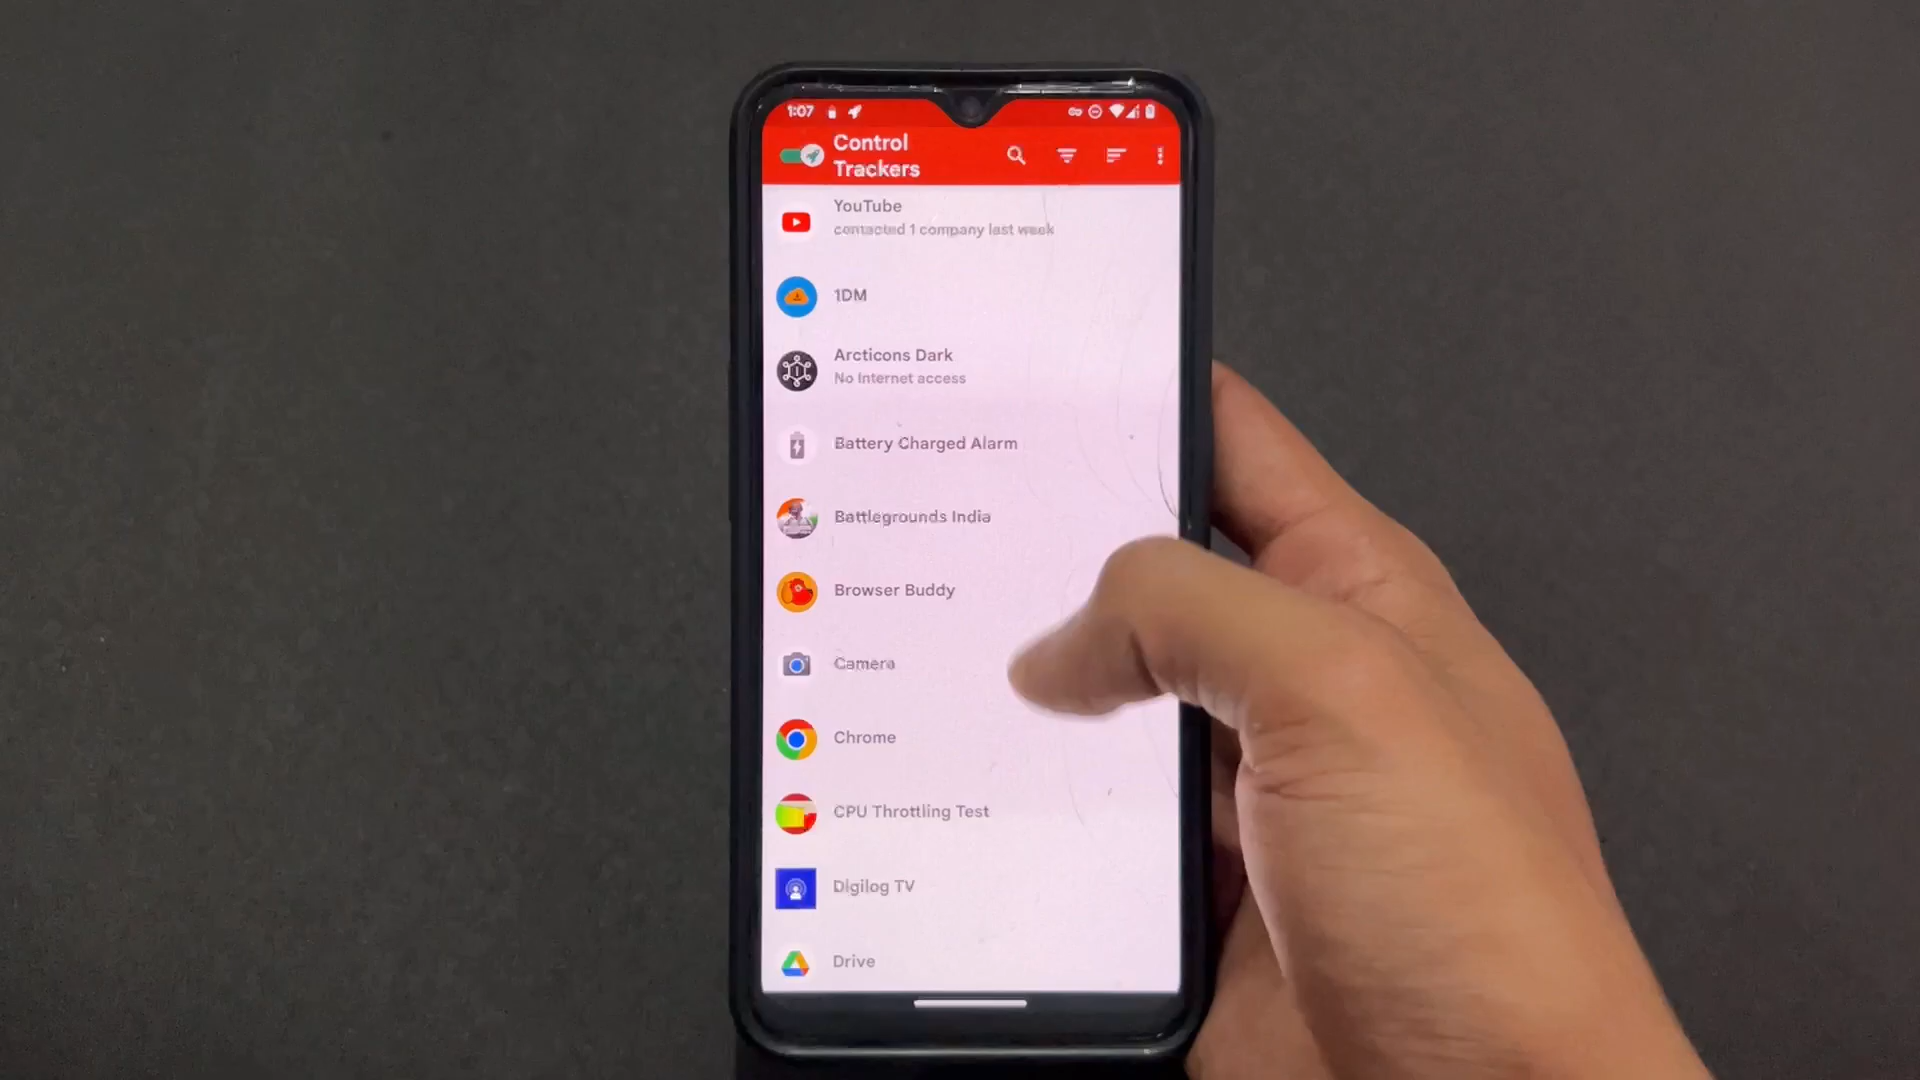 1:07
Control
Trackers
YouTube
contacted 1 company last week
1DM
Arcticons Dark
No Internet access
Battery Charged Alarm
Battlegrounds India
Browser Buddy
Camera
Chrome
CPU Throttling Test
Digilog TV
Drive